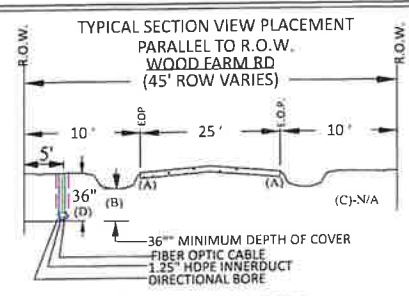 TYPICAL SECTION VIEW PLACEMENT
PARALLEL TO R.O.W.
WOOD FARM RD
(45' ROW VARIES)
R.O.W.
R.O.W.
EOP
E.O.P.
10 '
25 '
10 '
5'
(A)
(A)
36"
(B)
(C)-N/A
(D)
36"" MINIMUM DEPTH OF COVER
FIBER OPTIC CABLE
1.25" HDPE INNERDUCT
DIRECTIONAL BORE